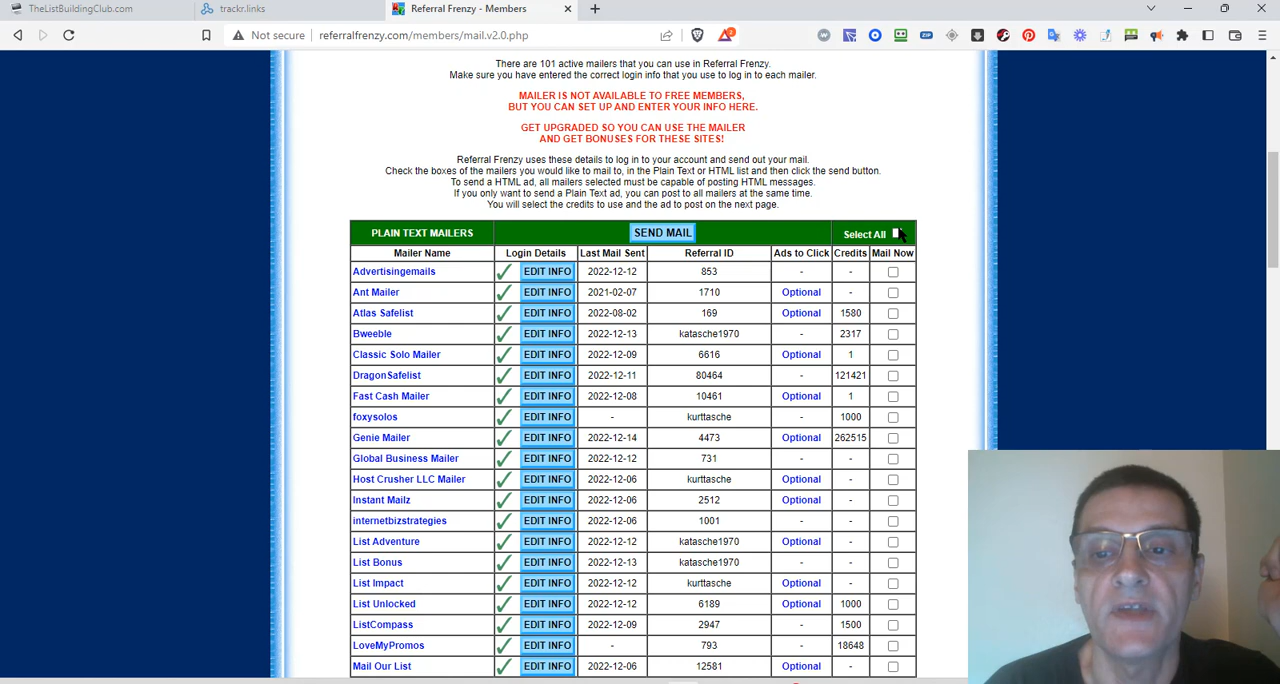 TheListBuildingClub.com
trackr.links
Referral Frenzy - Members
Not secure
referralfrenzy.com/members/mail.v2.0.php
There are 101 active mailers that you can use in Referral Frenzy.
Make sure you have entered the correct login info that you use to log in to each mailer.
MAILER IS NOT AVAILABLE TO FREE MEMBERS,
BUT YOU CAN SET UP AND ENTER YOUR INFO HERE.
GET UPGRADED SO YOU CAN USE THE MAILER
AND GET BONUSES FOR THESE SITES!
Referral Frenzy uses these details to log in to your account and send out your mail.
Check the boxes of the mailers you would like to mail to, in the Plain Text or HTML list and then click the send button.
To send a HTML ad, all mailers selected must be capable of posting HTML messages.
If you only want to send a Plain Text ad, you can post to all mailers at the same time.
You will select the credits to use and the ad to post on the next page.
PLAIN TEXT MAILERS SEND MAIL Select All
Mailer Name Login Details Last Mail Sent Referral ID Ads to Click Credits Mail Now
Advertisingemails EDIT INFO 2022-12-12 853 - -
Ant Mailer EDIT INFO 2021-02-07 1710 Optional -
Atlas Safelist EDIT INFO 2022-08-02 169 Optional 1580
Bweeble EDIT INFO 2022-12-13 katasche1970 - 2317
Classic Solo Mailer EDIT INFO 2022-12-09 6616 Optional 1
DragonSafelist EDIT INFO 2022-12-11 80464 - 121421
Fast Cash Mailer EDIT INFO 2022-12-08 10461 Optional 1
foxysolos EDIT INFO - kurttasche - 1000
Genie Mailer EDIT INFO 2022-12-14 4473 Optional 262515
Global Business Mailer EDIT INFO 2022-12-12 731 - -
Host Crusher LLC Mailer EDIT INFO 2022-12-06 kurttasche Optional -
Instant Mailz EDIT INFO 2022-12-06 2512 Optional -
internetbizstrategies EDIT INFO 2022-12-06 1001 - -
List Adventure EDIT INFO 2022-12-12 katasche1970 Optional -
List Bonus EDIT INFO 2022-12-13 katasche1970 - -
List Impact EDIT INFO 2022-12-12 kurttasche Optional -
List Unlocked EDIT INFO 2022-12-12 6189 Optional 1000
ListCompass EDIT INFO 2022-12-09 2947 - 1500
LoveMyPromos EDIT INFO - 793 - 18648
Mail Our List EDIT INFO 2022-12-06 12581 Optional -